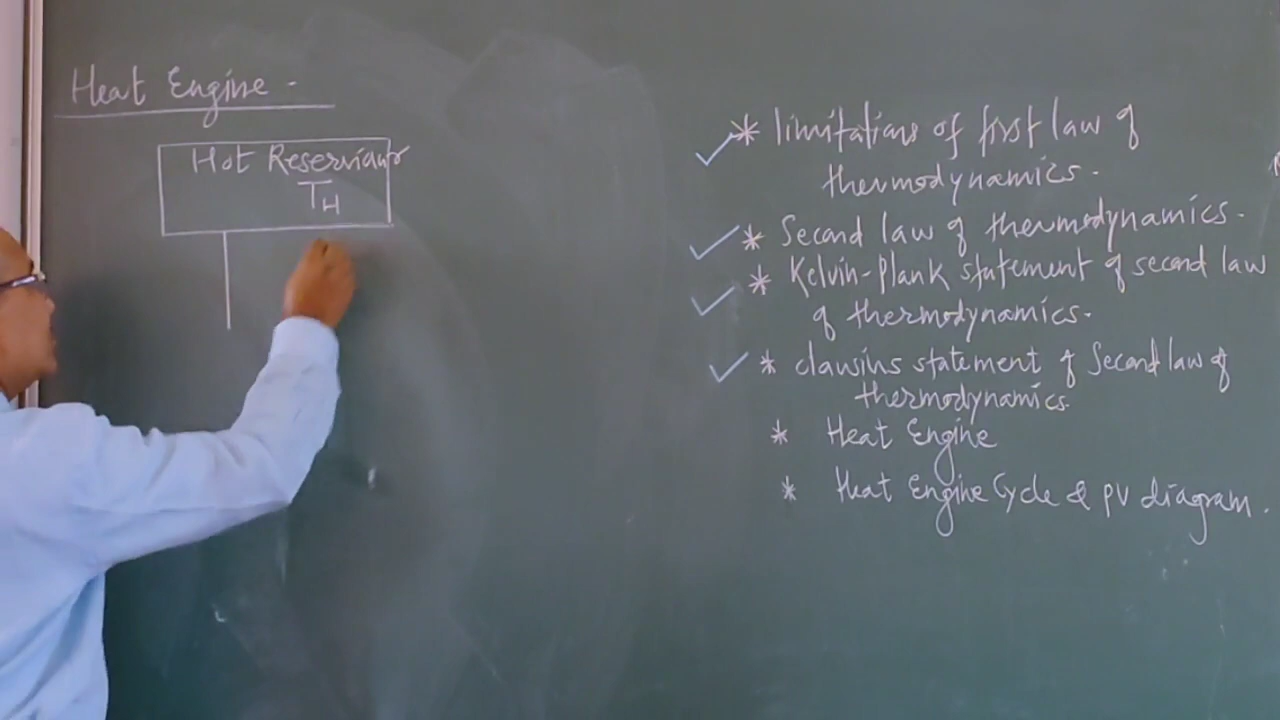 Heat Engine -
Hot Reserviour
TH
* limitations of first law of
thermodynamics.
* Second law of thermodynamics.
* Kelvin-Plank statement of second law
of thermodynamics.
* clausius statement of Second law of
thermodynamics.
* Heat Engine
* Heat Engine Cycle & PV diagram.